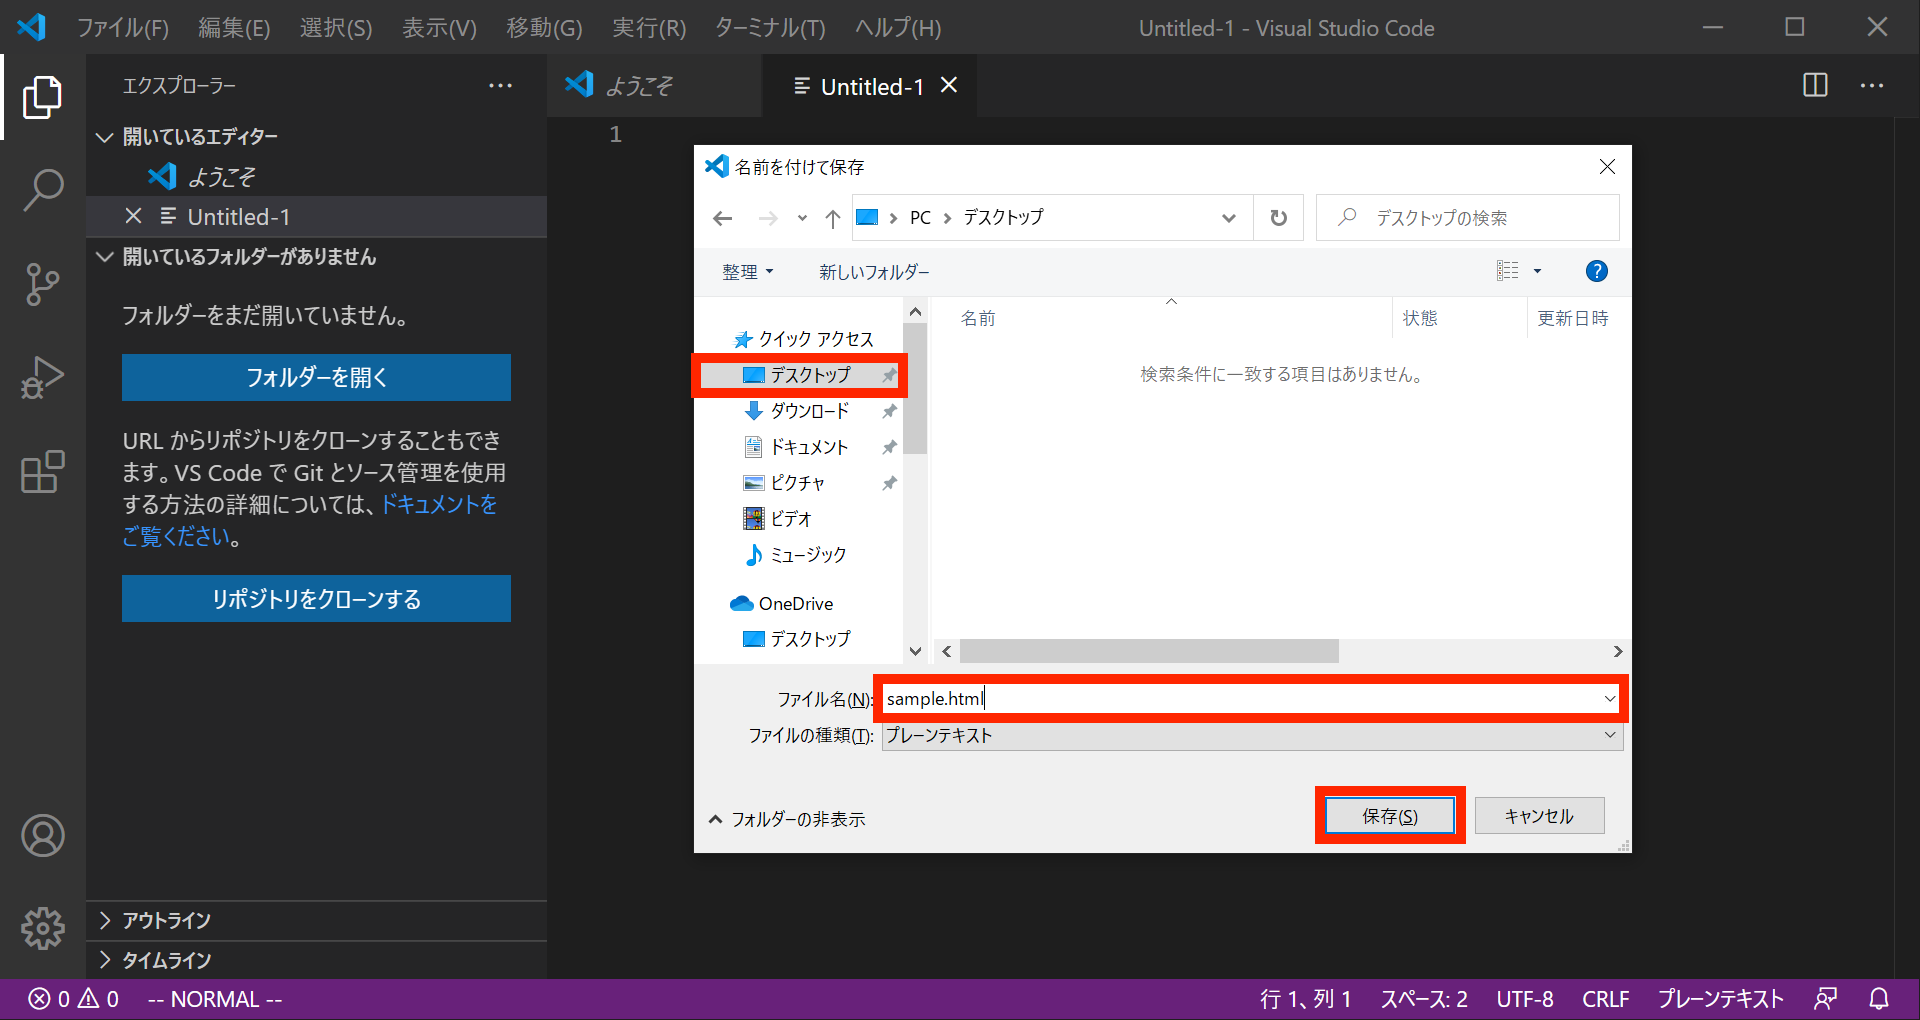 ファイル(F) 編集(E) 選択(S) 表示(V) 移動(G) 実行(R) ターミナル(T) ヘルプ(H) Untitled-1 - Visual Studio Code
エクスプローラー
開いているエディター
ようこそ
Untitled-1
開いているフォルダーがありません
フォルダーをまだ開いていません。
フォルダーを開く
URL からリポジトリをクローンすることもでき
ます。VS Code で Git とソース管理を使用
する方法の詳細については、ドキュメントを
ご覧ください。
リポジトリをクローンする
アウトライン
タイムライン
ようこそ Untitled-1
1
名前を付けて保存
PC デスクトップ デスクトップの検索
整理 新しいフォルダー
クイック アクセス
デスクトップ
ダウンロード
ドキュメント
ピクチャ
ビデオ
ミュージック
OneDrive
デスクトップ
名前 状態 更新日時
検索条件に一致する項目はありません。
ファイル名(N): sample.html
ファイルの種類(T): プレーンテキスト
フォルダーの非表示 保存(S) キャンセル
0 0 -- NORMAL -- 行 1、列 1 スペース: 2 UTF-8 CRLF プレーンテキスト